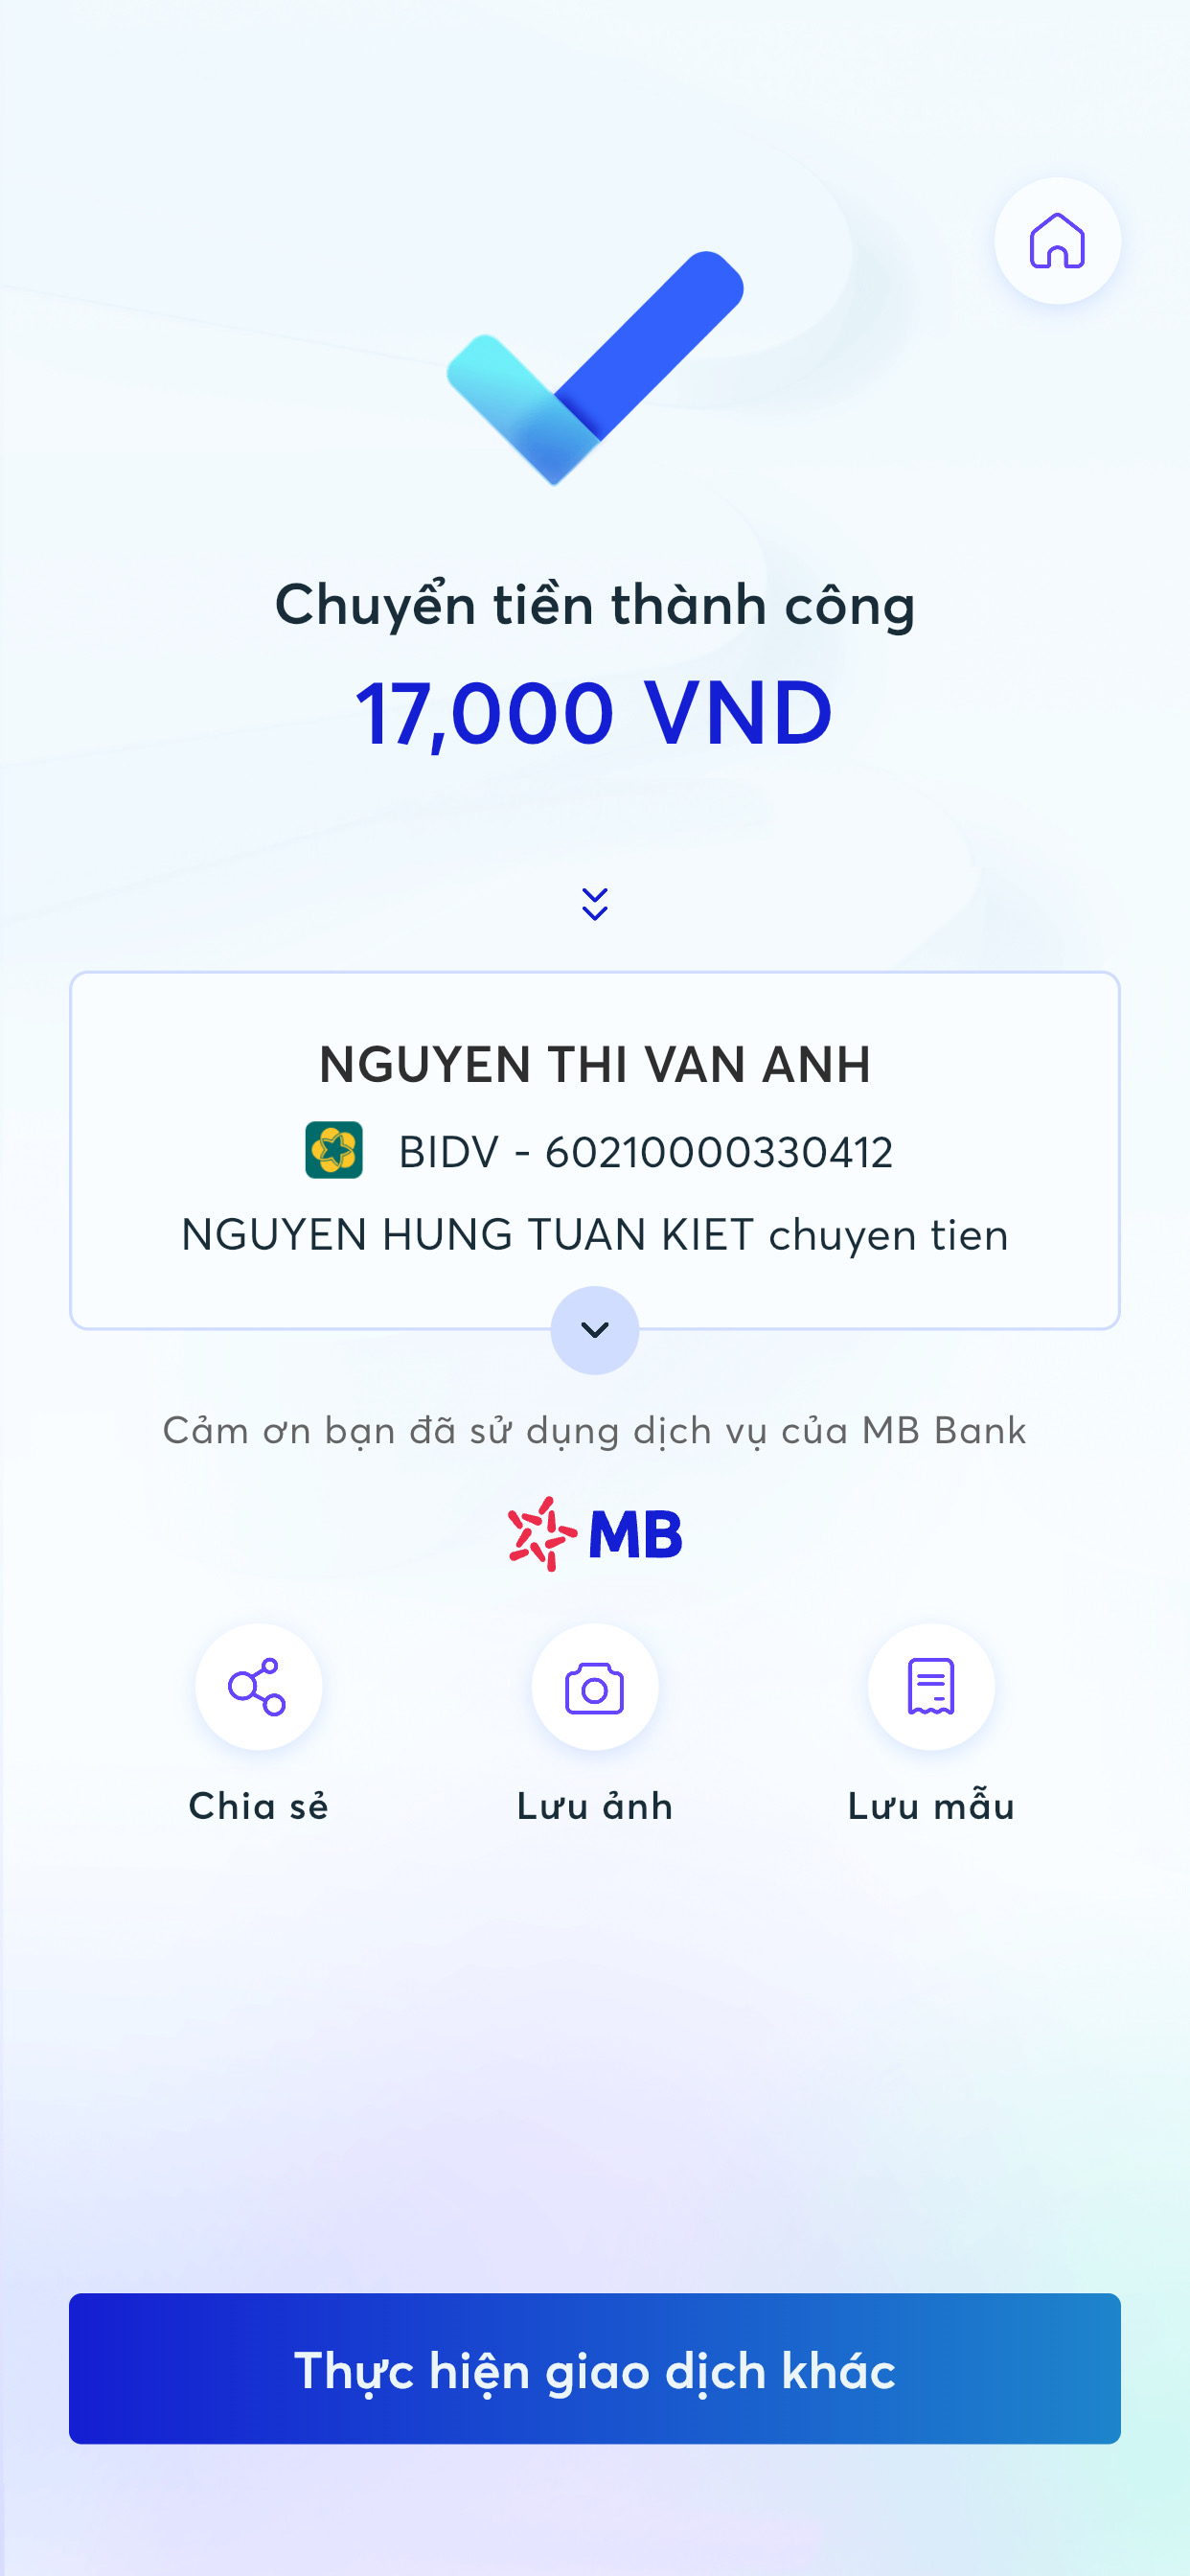 Chuyển tiền thành công
17,000 VND
NGUYEN THI VAN ANH
BIDV - 60210000330412
NGUYEN HUNG TUAN KIET chuyen tien
Cảm ơn bạn đã sử dụng dịch vụ của MB Bank
MB
Chia sẻ
Lưu ảnh
Lưu mẫu
Thực hiện giao dịch khác